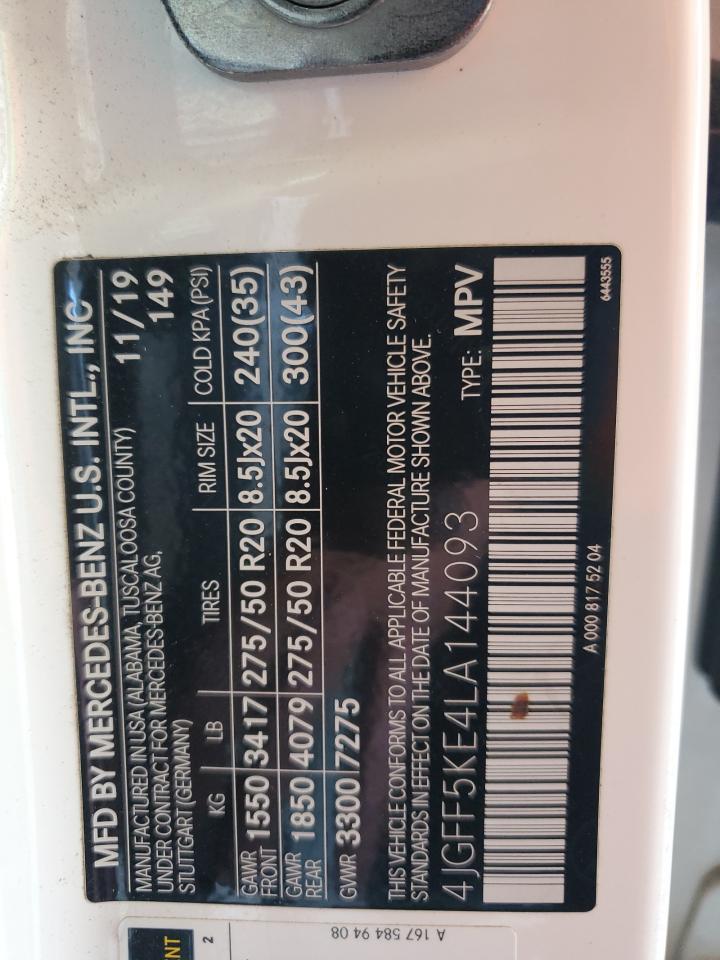 MFD BY MERCEDES-BENZ U.S. INTL., INC
MANUFACTURED IN USA (ALABAMA, TUSCALOOSA COUNTY) 11/19
UNDER CONTRACT FOR MERCEDES-BENZ AG, 149
STUTTGART (GERMANY)
KG LB TIRES RIM SIZE COLD KPA (PSI)
GAWR FRONT 1550 3417 275/50 R20 8.5Jx20 240(35)
GAWR REAR 1850 4079 275/50 R20 8.5Jx20 300(43)
GVWR 3300 7275
THIS VEHICLE CONFORMS TO ALL APPLICABLE FEDERAL MOTOR VEHICLE SAFETY
STANDARDS IN EFFECT ON THE DATE OF MANUFACTURE SHOWN ABOVE.
4JGFF5KE4LA144093 TYPE: MPV
A 000 817 52 04 6443555
2
A 167 584 94 08